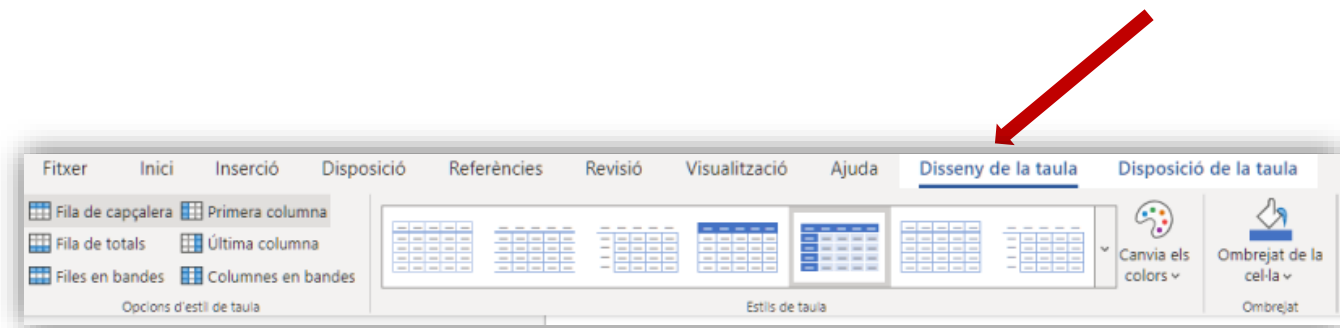 Fitxer Inici Inserció Disposició Referències Revisió Visualització Ajuda Disseny de la taula Disposició de la taula
Fila de capçalera Primera columna
Fila de totals Última columna
Files en bandes Columnes en bandes
Opcions d'estil de taula
Estils de taula
Canvia els
colors
Ombrejat de la
cel·la
Ombrejat